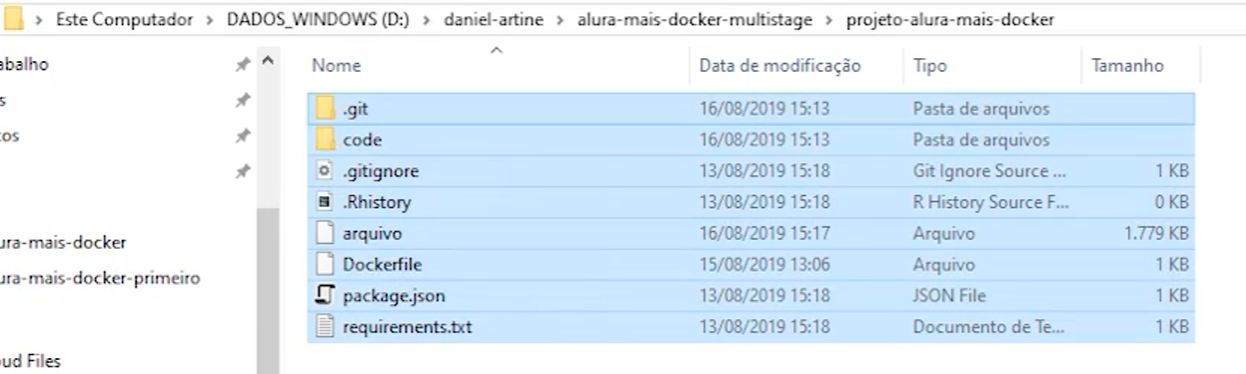 Este Computador > DADOS_WINDOWS (D:) > daniel-artine > alura-mais-docker-multistage > projeto-alura-mais-docker
Nome Data de modificação Tipo Tamanho
.git 16/08/2019 15:13 Pasta de arquivos
code 16/08/2019 15:13 Pasta de arquivos
.gitignore 13/08/2019 15:18 Git Ignore Source ... 1 KB
.Rhistory 13/08/2019 15:18 R History Source F... 0 KB
arquivo 16/08/2019 15:17 Arquivo 1.779 KB
Dockerfile 15/08/2019 13:06 Arquivo 1 KB
package.json 13/08/2019 15:18 JSON File 1 KB
requirements.txt 13/08/2019 15:18 Documento de Te... 1 KB
abalho
ura-mais-docker
ura-mais-docker-primeiro
oud Files